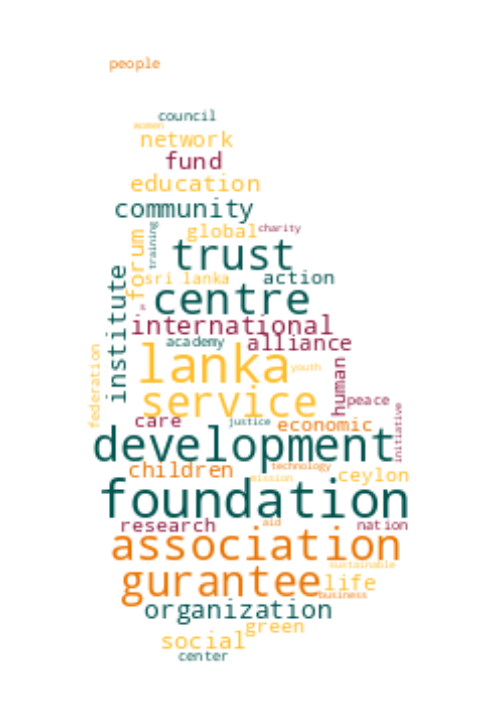 people
council
women
network
fund
education
community
global charity
training
forum
trust
sri lanka action
institute
centre
international
academy alliance
lanka youth
federation
human
service peace
care justice economic
initiative
development
children technology
mission ceylon
foundation
research aid nation
association
sustainable
gurantee life
business
organization
green
social
center